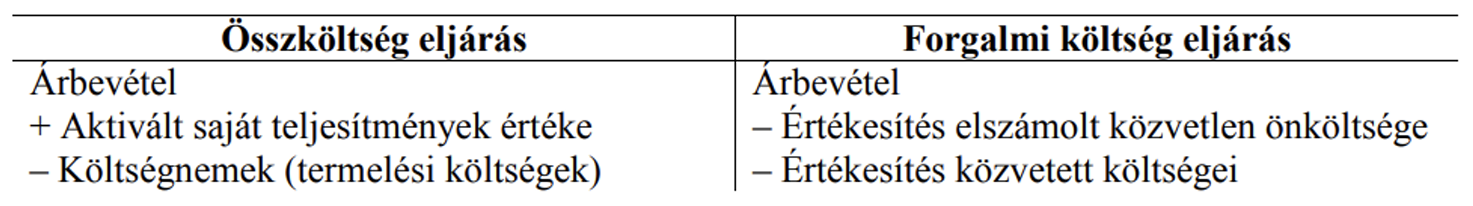 Összköltség eljárás
Forgalmi költség eljárás
Árbevétel
+ Aktivált saját teljesítmények értéke
– Költségnemek (termelési költségek)
Árbevétel
– Értékesítés elszámolt közvetlen önköltsége
– Értékesítés közvetett költségei